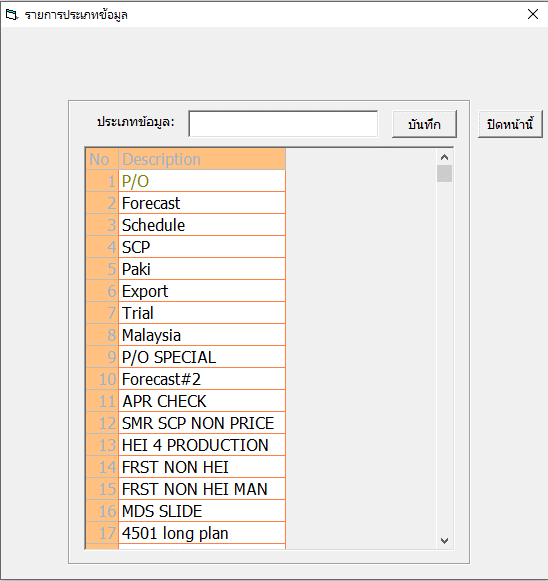 รายการประเภทข้อมูล
ประเภทข้อมูล: บันทึก ปิดหน้านี้
No Description
1 P/O
2 Forecast
3 Schedule
4 SCP
5 Paki
6 Export
7 Trial
8 Malaysia
9 P/O SPECIAL
10 Forecast#2
11 APR CHECK
12 SMR SCP NON PRICE
13 HEI 4 PRODUCTION
14 FRST NON HEI
15 FRST NON HEI MAN
16 MDS SLIDE
17 4501 long plan